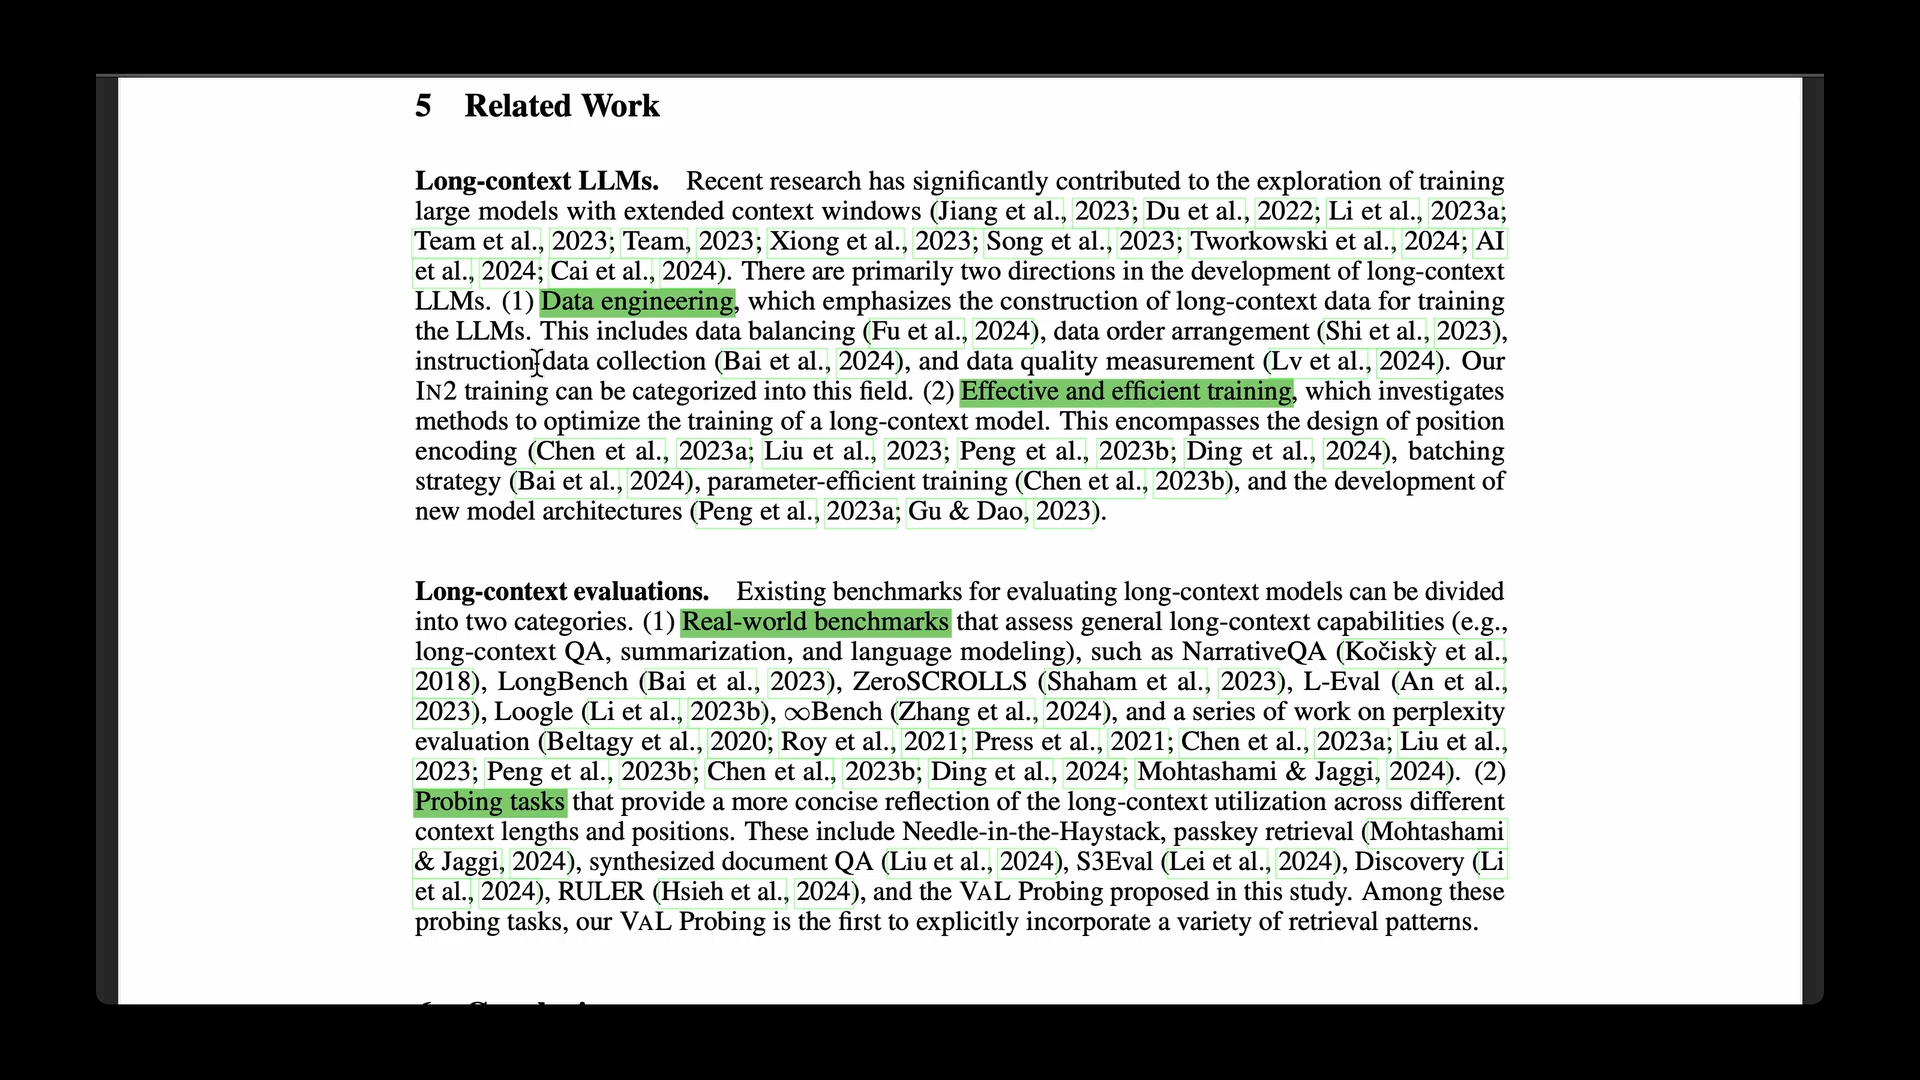 5 Related Work
Long-context LLMs. Recent research has significantly contributed to the exploration of training
large models with extended context windows (Jiang et al., 2023; Du et al., 2022; Li et al., 2023a;
Team et al., 2023; Team, 2023; Xiong et al., 2023; Song et al., 2023; Tworkowski et al., 2024; AI
et al., 2024; Cai et al., 2024). There are primarily two directions in the development of long-context
LLMs. (1) Data engineering, which emphasizes the construction of long-context data for training
the LLMs. This includes data balancing (Fu et al., 2024), data order arrangement (Shi et al., 2023),
instruction data collection (Bai et al., 2024), and data quality measurement (Lv et al., 2024). Our
IN2 training can be categorized into this field. (2) Effective and efficient training, which investigates
methods to optimize the training of a long-context model. This encompasses the design of position
encoding (Chen et al., 2023a; Liu et al., 2023; Peng et al., 2023b; Ding et al., 2024), batching
strategy (Bai et al., 2024), parameter-efficient training (Chen et al., 2023b), and the development of
new model architectures (Peng et al., 2023a; Gu & Dao, 2023).
Long-context evaluations. Existing benchmarks for evaluating long-context models can be divided
into two categories. (1) Real-world benchmarks that assess general long-context capabilities (e.g.,
long-context QA, summarization, and language modeling), such as NarrativeQA (Kočiskỳ et al.,
2018), LongBench (Bai et al., 2023), ZeroSCROLLS (Shaham et al., 2023), L-Eval (An et al.,
2023), Loogle (Li et al., 2023b), ∞Bench (Zhang et al., 2024), and a series of work on perplexity
evaluation (Beltagy et al., 2020; Roy et al., 2021; Press et al., 2021; Chen et al., 2023a; Liu et al.,
2023; Peng et al., 2023b; Chen et al., 2023b; Ding et al., 2024; Mohtashami & Jaggi, 2024). (2)
Probing tasks that provide a more concise reflection of the long-context utilization across different
context lengths and positions. These include Needle-in-the-Haystack, passkey retrieval (Mohtashami
& Jaggi, 2024), synthesized document QA (Liu et al., 2024), S3Eval (Lei et al., 2024), Discovery (Li
et al., 2024), RULER (Hsieh et al., 2024), and the VAL Probing proposed in this study. Among these
probing tasks, our VAL Probing is the first to explicitly incorporate a variety of retrieval patterns.